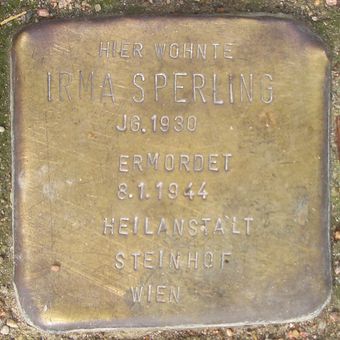 HIER WOHNTE
IRMA SPERLING
JG. 1930
ERMORDET
8.1.1944
HEILANSTALT
STEINHOF
WIEN